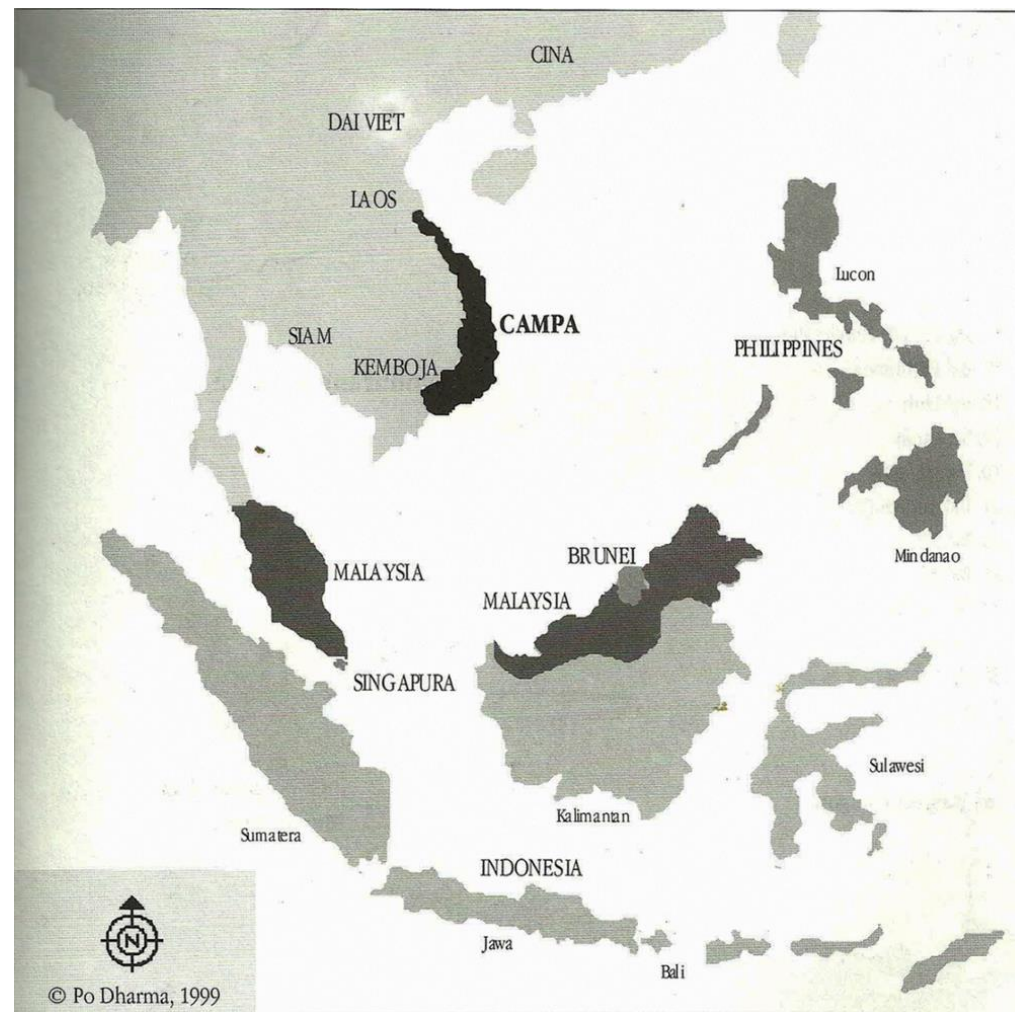 CINA
DAI VIET
LAOS
CAMPA
SIAM
KEMBOJA
Lucon
PHILIPPINES
Mindanao
BRUNEI
MALAYSIA
MALAYSIA
SINGAPURA
Sulawesi
Kalimantan
Sumatera
INDONESIA
Jawa
Bali
N
© Po Dharma, 1999